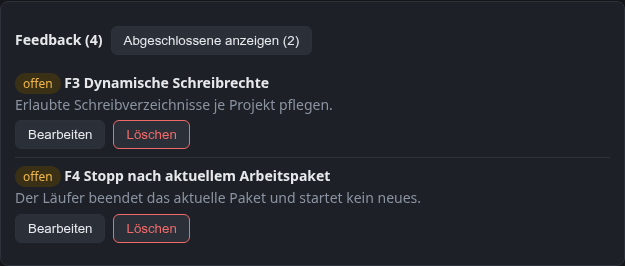 Feedback (4) Abgeschlossene anzeigen (2)
offen F3 Dynamische Schreibrechte
Erlaubte Schreibverzeichnisse je Projekt pflegen.
Bearbeiten Löschen
offen F4 Stopp nach aktuellem Arbeitspaket
Der Läufer beendet das aktuelle Paket und startet kein neues.
Bearbeiten Löschen